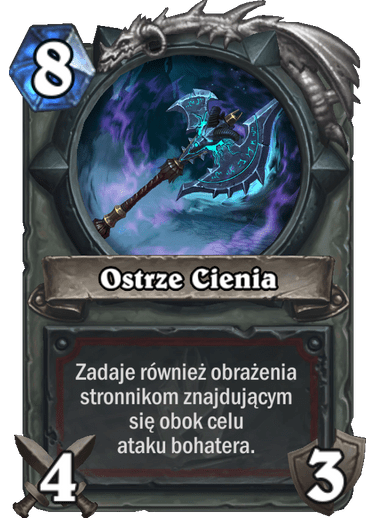 8
Ostrze Cienia
Zadaje również obrażenia
stronnikom znajdującym
się obok celu
ataku bohatera.
4
3